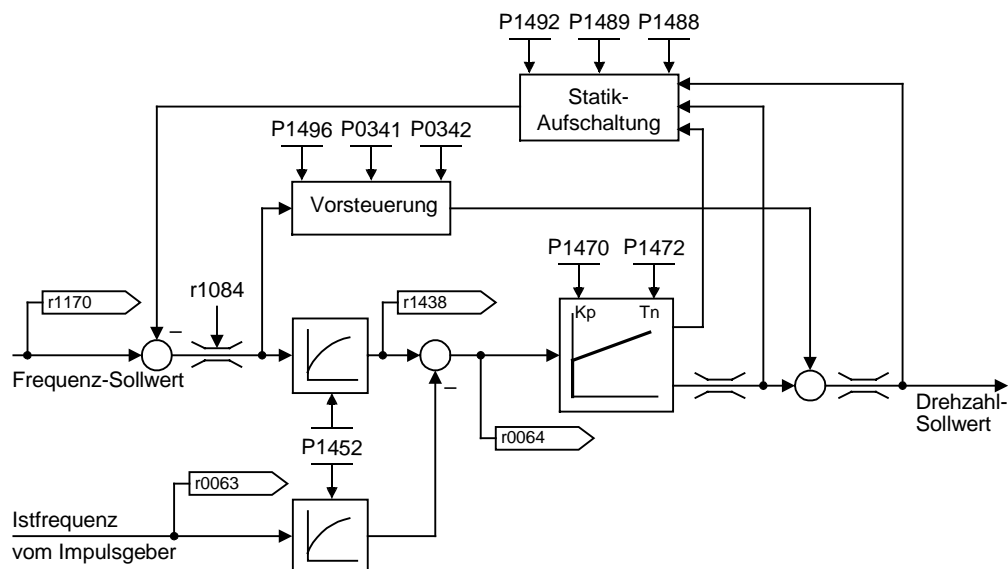 P1492 P1489 P1488
Statik-
Aufschaltung
P1496 P0341 P0342
Vorsteuerung
P1470 P1472
r1170
r1084
r1438
Kp Tn
Frequenz-Sollwert
Drehzahl-
Sollwert
r0064
P1452
r0063
Istfrequenz
vom Impulsgeber